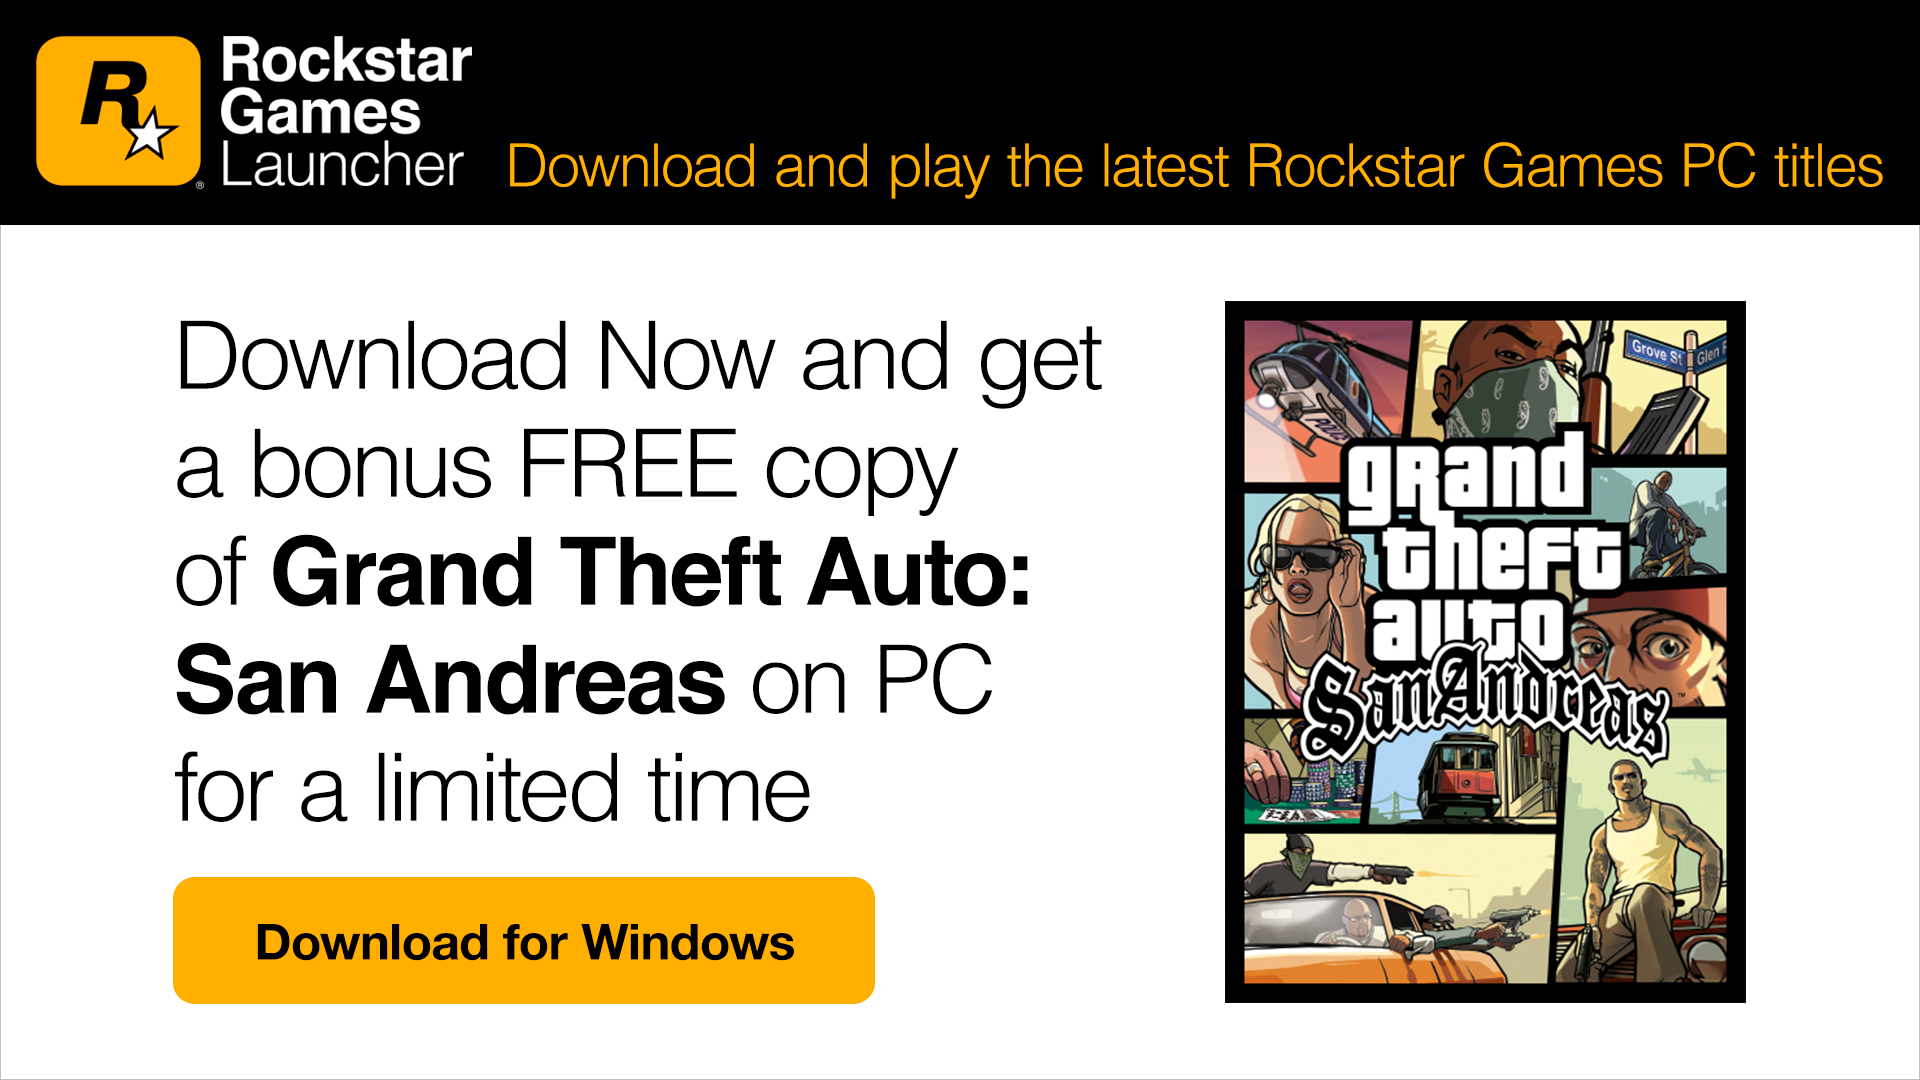 R
Rockstar
Games
Launcher
®
Download and play the latest Rockstar Games PC titles
Download Now and get
a bonus FREE copy
of Grand Theft Auto:
San Andreas on PC
for a limited time
Download for Windows
Grove St
Glen
POLICE
grand
theft
auto
San Andreas
™